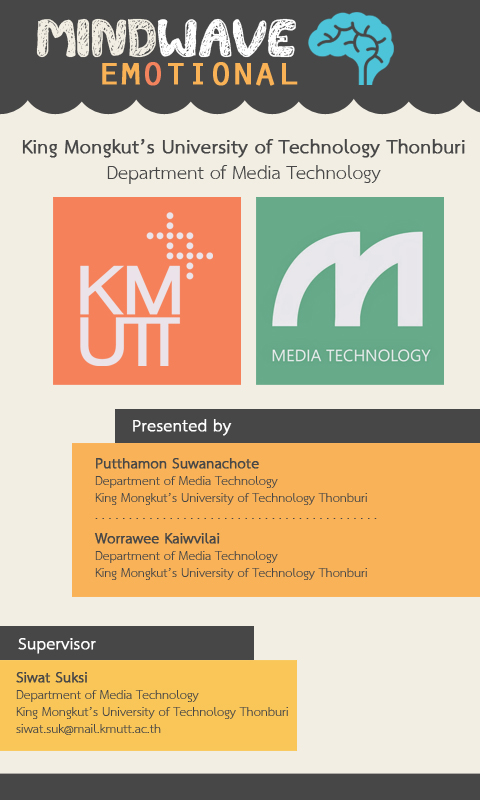 MINDWAVE
EMOTIONAL
King Mongkut's University of Technology Thonburi
Department of Media Technology
KM
UTT
MEDIA TECHNOLOGY
Presented by
Putthamon Suwanachote
Department of Media Technology
King Mongkut's University of Technology Thonburi
Worrawee Kaiwvilai
Department of Media Technology
King Mongkut's University of Technology Thonburi
Supervisor
Siwat Suksi
Department of Media Technology
King Mongkut's University of Technology Thonburi
siwat.suk@mail.kmutt.ac.th